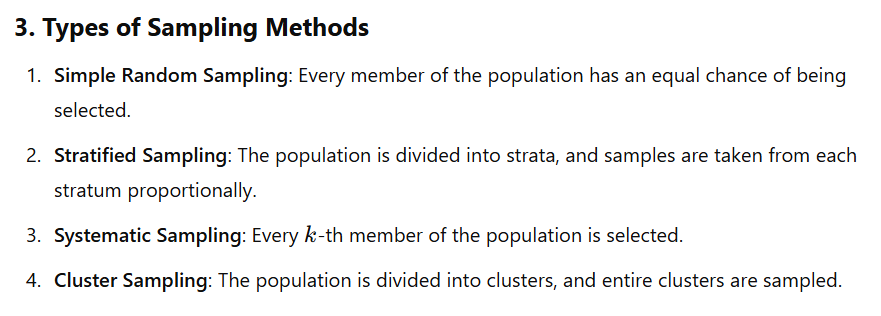 3. Types of Sampling Methods
1. Simple Random Sampling: Every member of the population has an equal chance of being
selected.
2. Stratified Sampling: The population is divided into strata, and samples are taken from each
stratum proportionally.
3. Systematic Sampling: Every k-th member of the population is selected.
4. Cluster Sampling: The population is divided into clusters, and entire clusters are sampled.